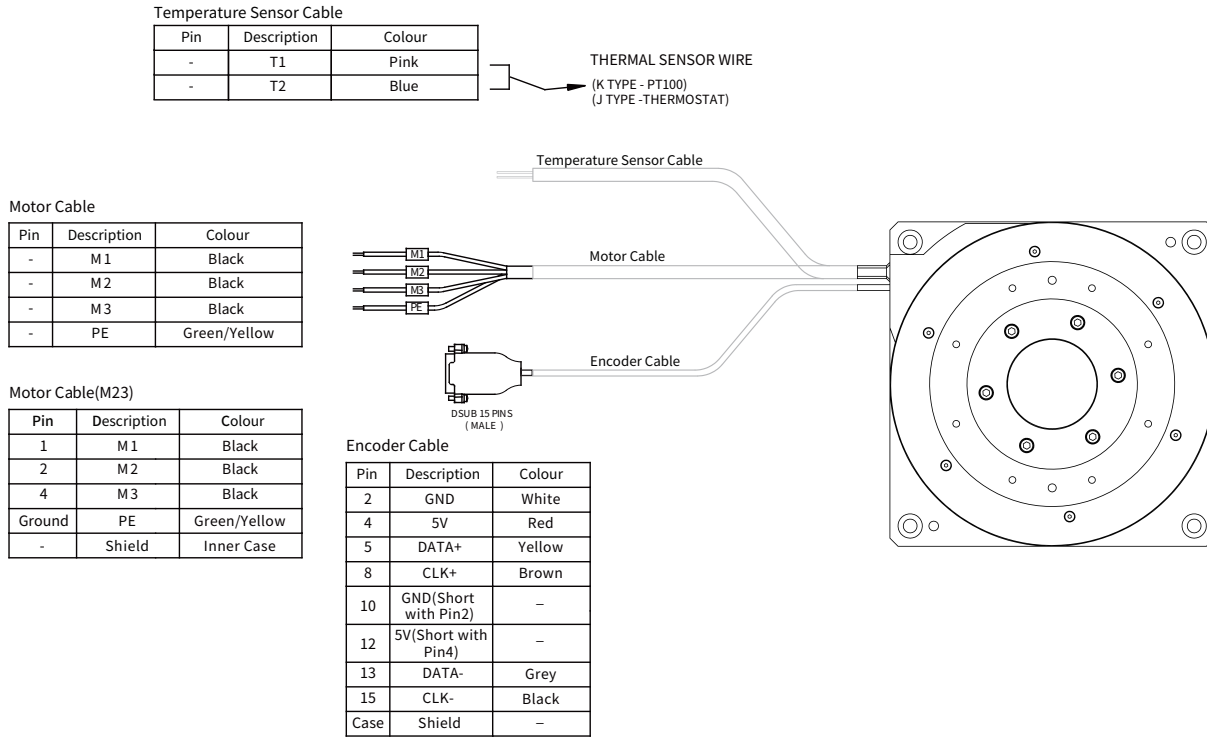 Temperature Sensor Cable
Pin Description Colour
- T1 Pink
- T2 Blue
THERMAL SENSOR WIRE
(K TYPE - PT100)
(J TYPE -THERMOSTAT)
Temperature Sensor Cable
Motor Cable
Pin Description Colour
- M1 Black
- M2 Black
- M3 Black
- PE Green/Yellow
M1
M2
M3
PE
Motor Cable
Encoder Cable
DSUB 15 PINS
( MALE )
Motor Cable(M23)
Pin Description Colour
1 M1 Black
2 M2 Black
4 M3 Black
Ground PE Green/Yellow
- Shield Inner Case
Encoder Cable
Pin Description Colour
2 GND White
4 5V Red
5 DATA+ Yellow
8 CLK+ Brown
10 GND(Short
with Pin2) –
12 5V(Short with
Pin4) –
13 DATA- Grey
15 CLK- Black
Case Shield –